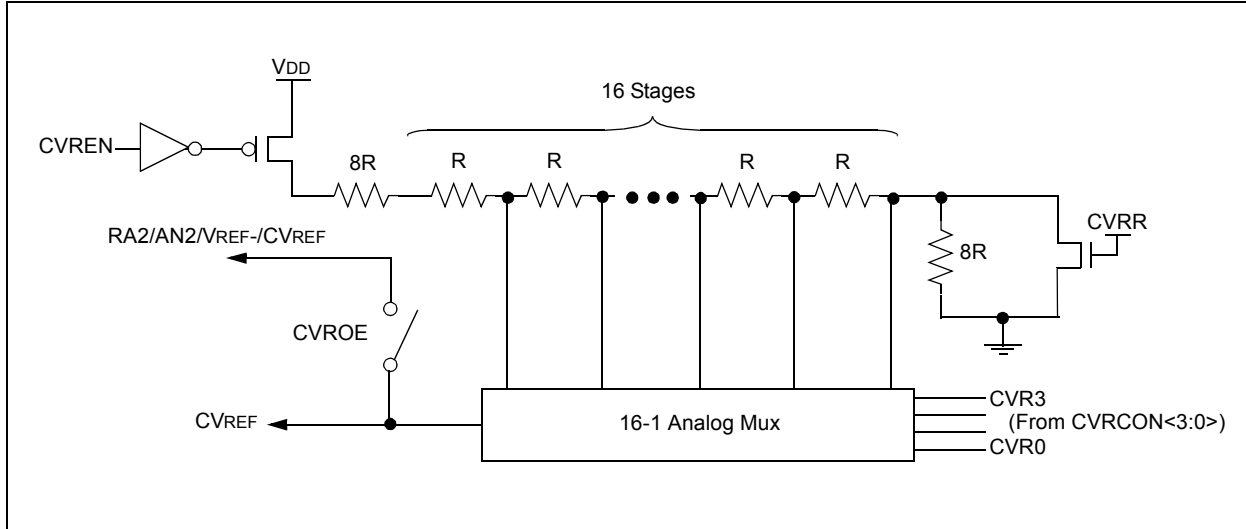 VDD
16 Stages
CVREN
8R
R
R
R
R
CVRR
RA2/AN2/VREF-/CVREF
8R
CVROE
CVR3
CVREF
16-1 Analog Mux
(From CVRCON<3:0>)
CVR0